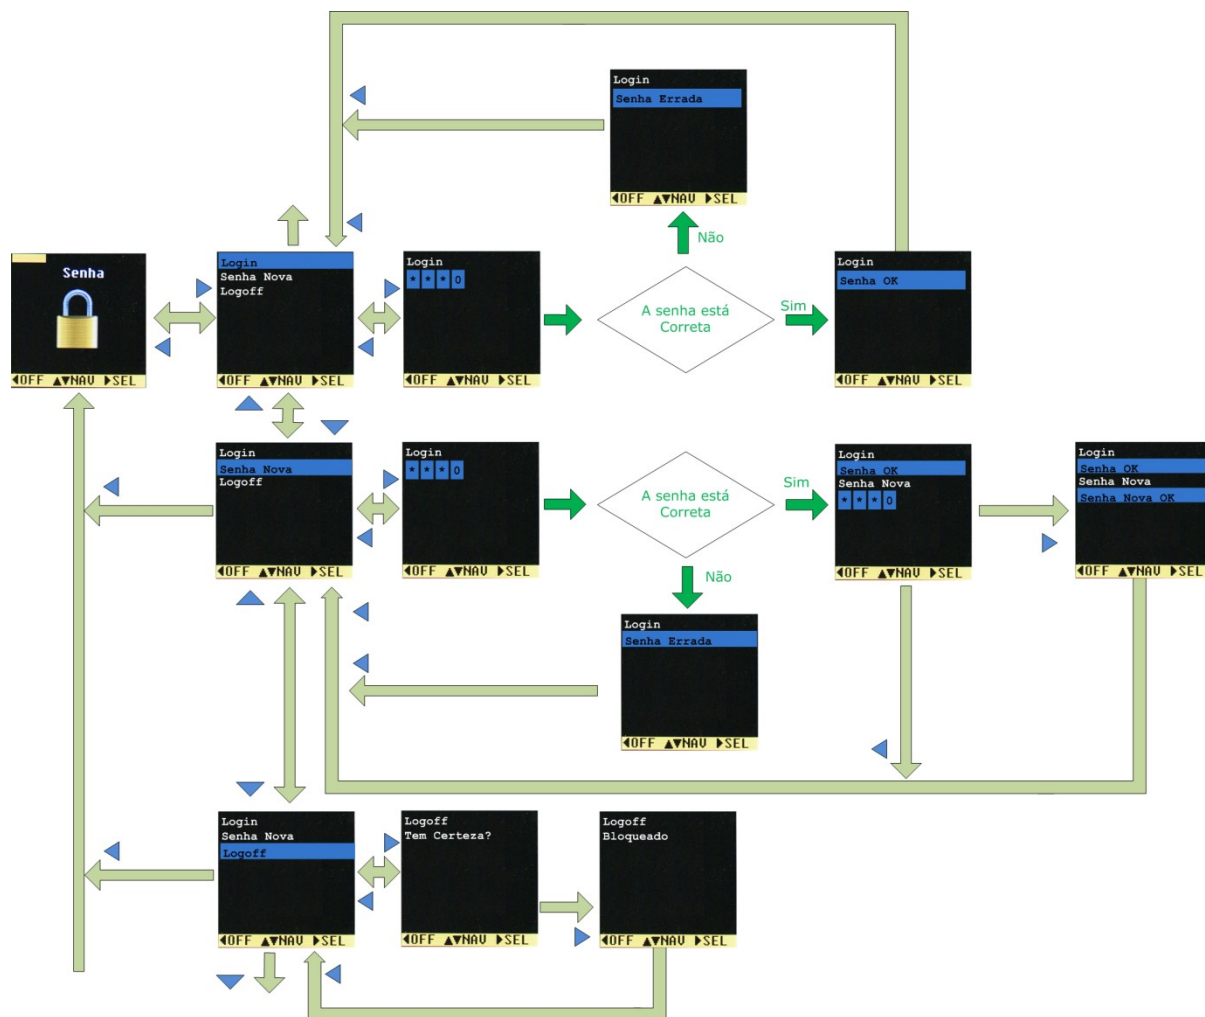 Login
Senha Errada
◀OFF ▲▼NAV ▶SEL
Não
Senha
◀OFF ▲▼NAV ▶SEL
Login
Senha Nova
Logoff
◀OFF ▲▼NAV ▶SEL
Login
* * * 0
◀OFF ▲▼NAV ▶SEL
A senha está
Correta
Sim
Login
Senha OK
◀OFF ▲▼NAV ▶SEL
Login
Senha Nova
Logoff
◀OFF ▲▼NAV ▶SEL
Login
* * * 0
◀OFF ▲▼NAV ▶SEL
A senha está
Correta
Sim
Login
Senha OK
Senha Nova
* * * 0
◀OFF ▲▼NAV ▶SEL
Login
Senha OK
Senha Nova
Senha Nova OK
◀OFF ▲▼NAV ▶SEL
Não
Login
Senha Errada
◀OFF ▲▼NAV ▶SEL
Login
Senha Nova
Logoff
◀OFF ▲▼NAV ▶SEL
Logoff
Tem Certeza?
◀OFF ▲▼NAV ▶SEL
Logoff
Bloqueado
◀OFF ▲▼NAV ▶SEL